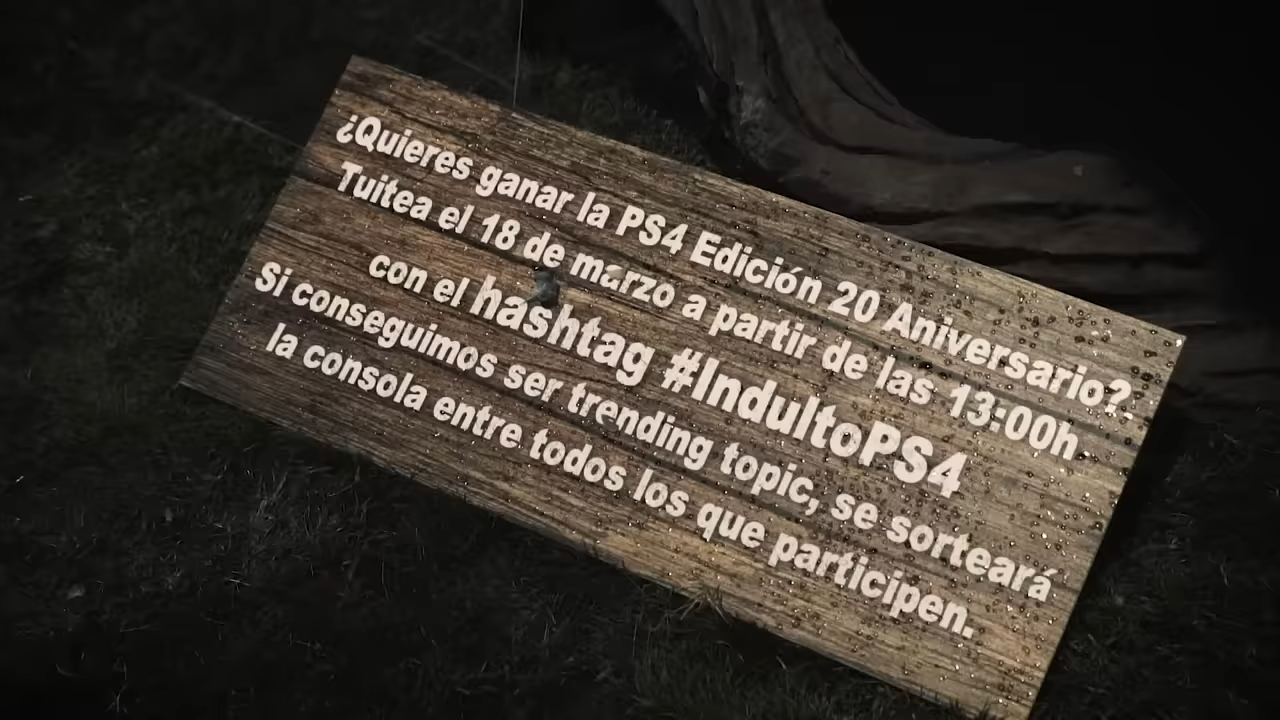 ¿Quieres ganar la PS4 Edición 20 Aniversario?.
Tuitea el 18 de marzo a partir de las 13:00h
con el hashtag #IndultoPS4
Si conseguimos ser trending topic, se sorteará
la consola entre todos los que participen.